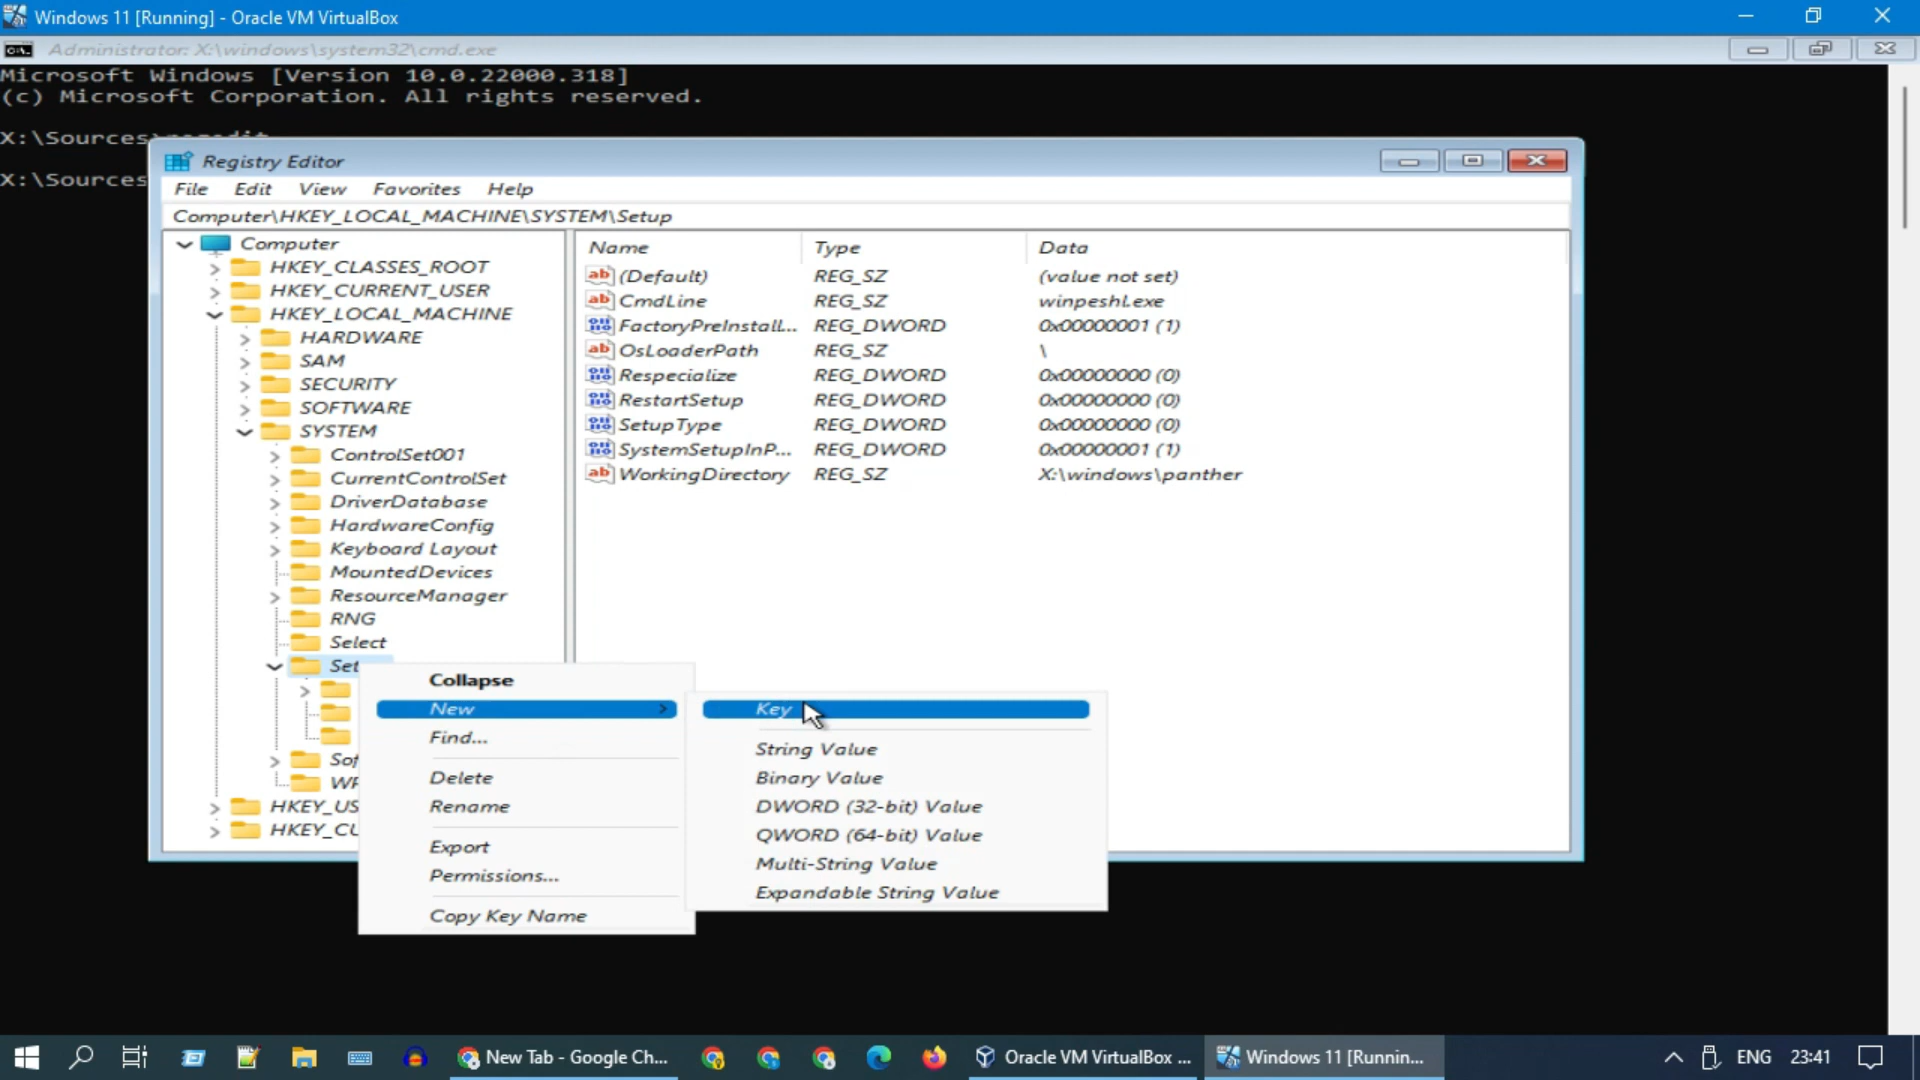 Windows 11 [Running] - Oracle VM VirtualBox
Administrator: X:\windows\system32\cmd.exe
Microsoft Windows [Version 10.0.22000.318]
(c) Microsoft Corporation. All rights reserved.
X:\Sources>regedit
X:\Sources
Registry Editor
File Edit View Favorites Help
Computer\HKEY_LOCAL_MACHINE\SYSTEM\Setup
Computer
HKEY_CLASSES_ROOT
HKEY_CURRENT_USER
HKEY_LOCAL_MACHINE
HARDWARE
SAM
SECURITY
SOFTWARE
SYSTEM
ControlSet001
CurrentControlSet
DriverDatabase
HardwareConfig
Keyboard Layout
MountedDevices
ResourceManager
RNG
Select
Set
Sof
WP
HKEY_US
HKEY_CU
Name Type Data
(Default) REG_SZ (value not set)
CmdLine REG_SZ winpeshl.exe
FactoryPreInstall... REG_DWORD 0x00000001 (1)
OsLoaderPath REG_SZ \
Respecialize REG_DWORD 0x00000000 (0)
RestartSetup REG_DWORD 0x00000000 (0)
SetupType REG_DWORD 0x00000000 (0)
SystemSetupInP... REG_DWORD 0x00000001 (1)
WorkingDirectory REG_SZ X:\windows\panther
Collapse
New
Find...
Delete
Rename
Export
Permissions...
Copy Key Name
Key
String Value
Binary Value
DWORD (32-bit) Value
QWORD (64-bit) Value
Multi-String Value
Expandable String Value
New Tab - Google Ch... Oracle VM VirtualBox ... Windows 11 [Runnin... ENG 23:41